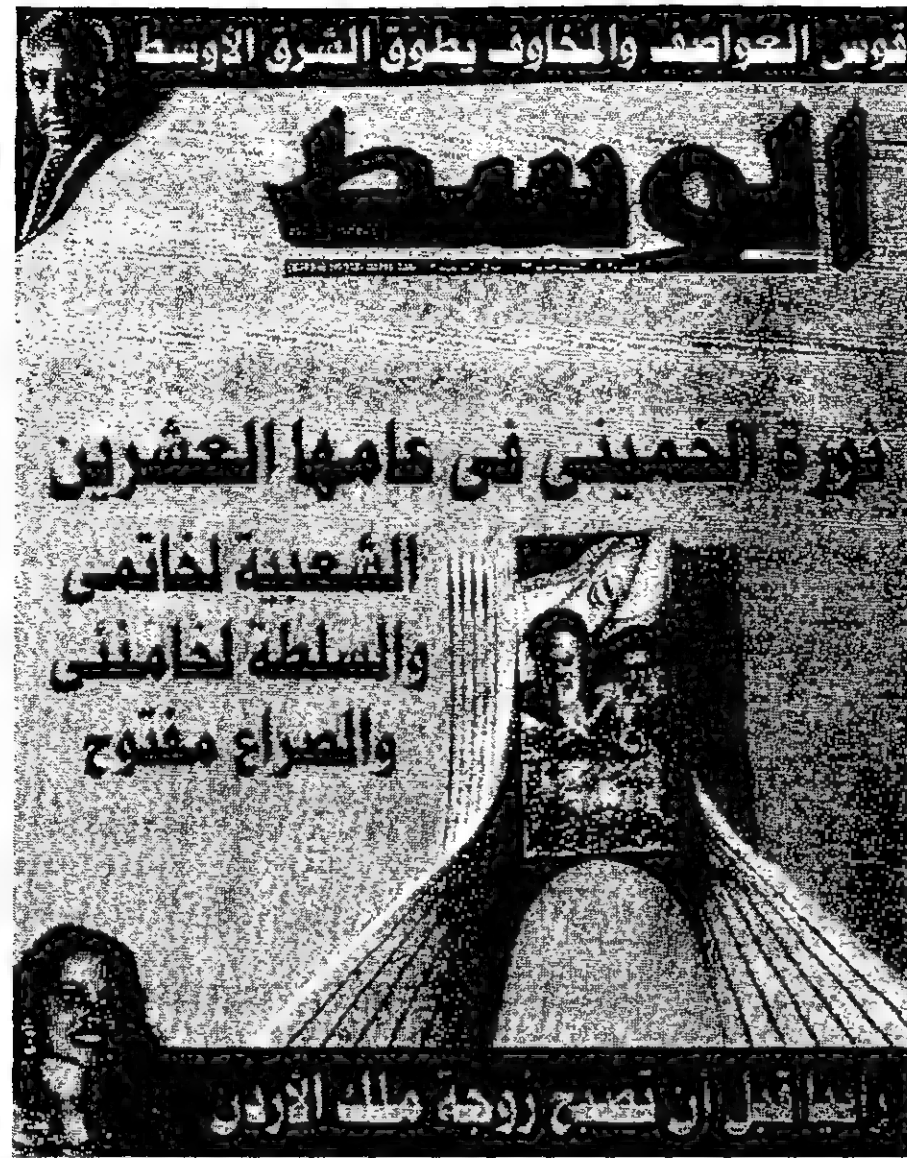 قوس العواصف والمخاوف يطوق الشرق الأوسط
الوسط
ثورة الخميني في عامها العشرين
الشعبية لخاتمي
والسلطة لخامنئي
والصراع مفتوح
رانيا قبل أن تصبح زوجة ملك الأردن